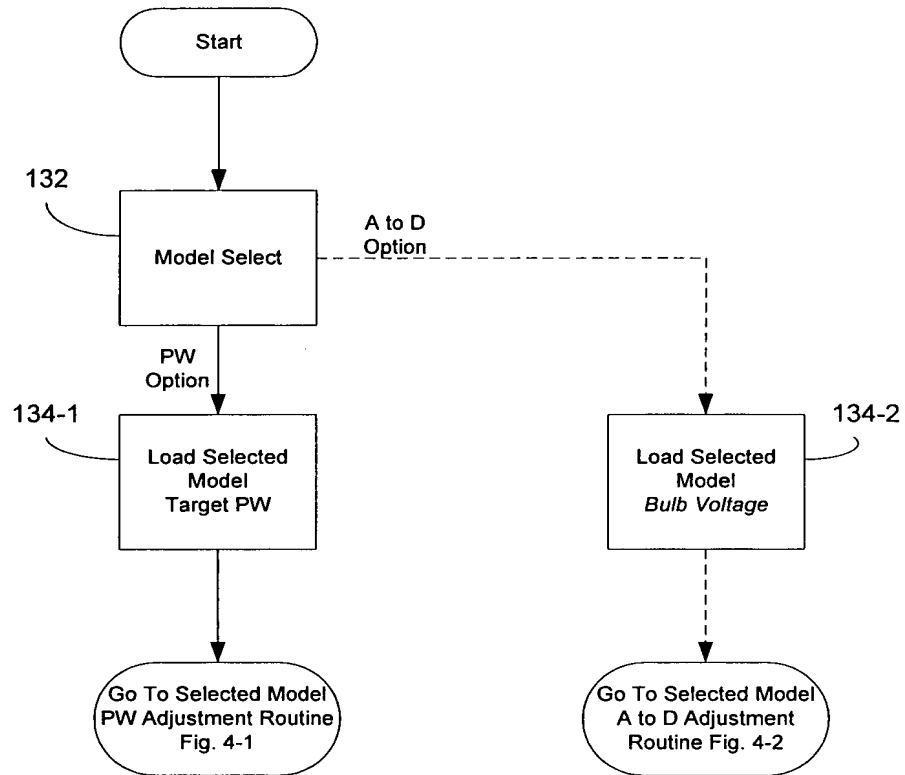 Start
132
Model Select
A to D
Option
PW
Option
134-1
Load Selected
Model
Target PW
134-2
Load Selected
Model
Bulb Voltage
Go To Selected Model
PW Adjustment Routine
Fig. 4-1
Go To Selected Model
A to D Adjustment
Routine Fig. 4-2